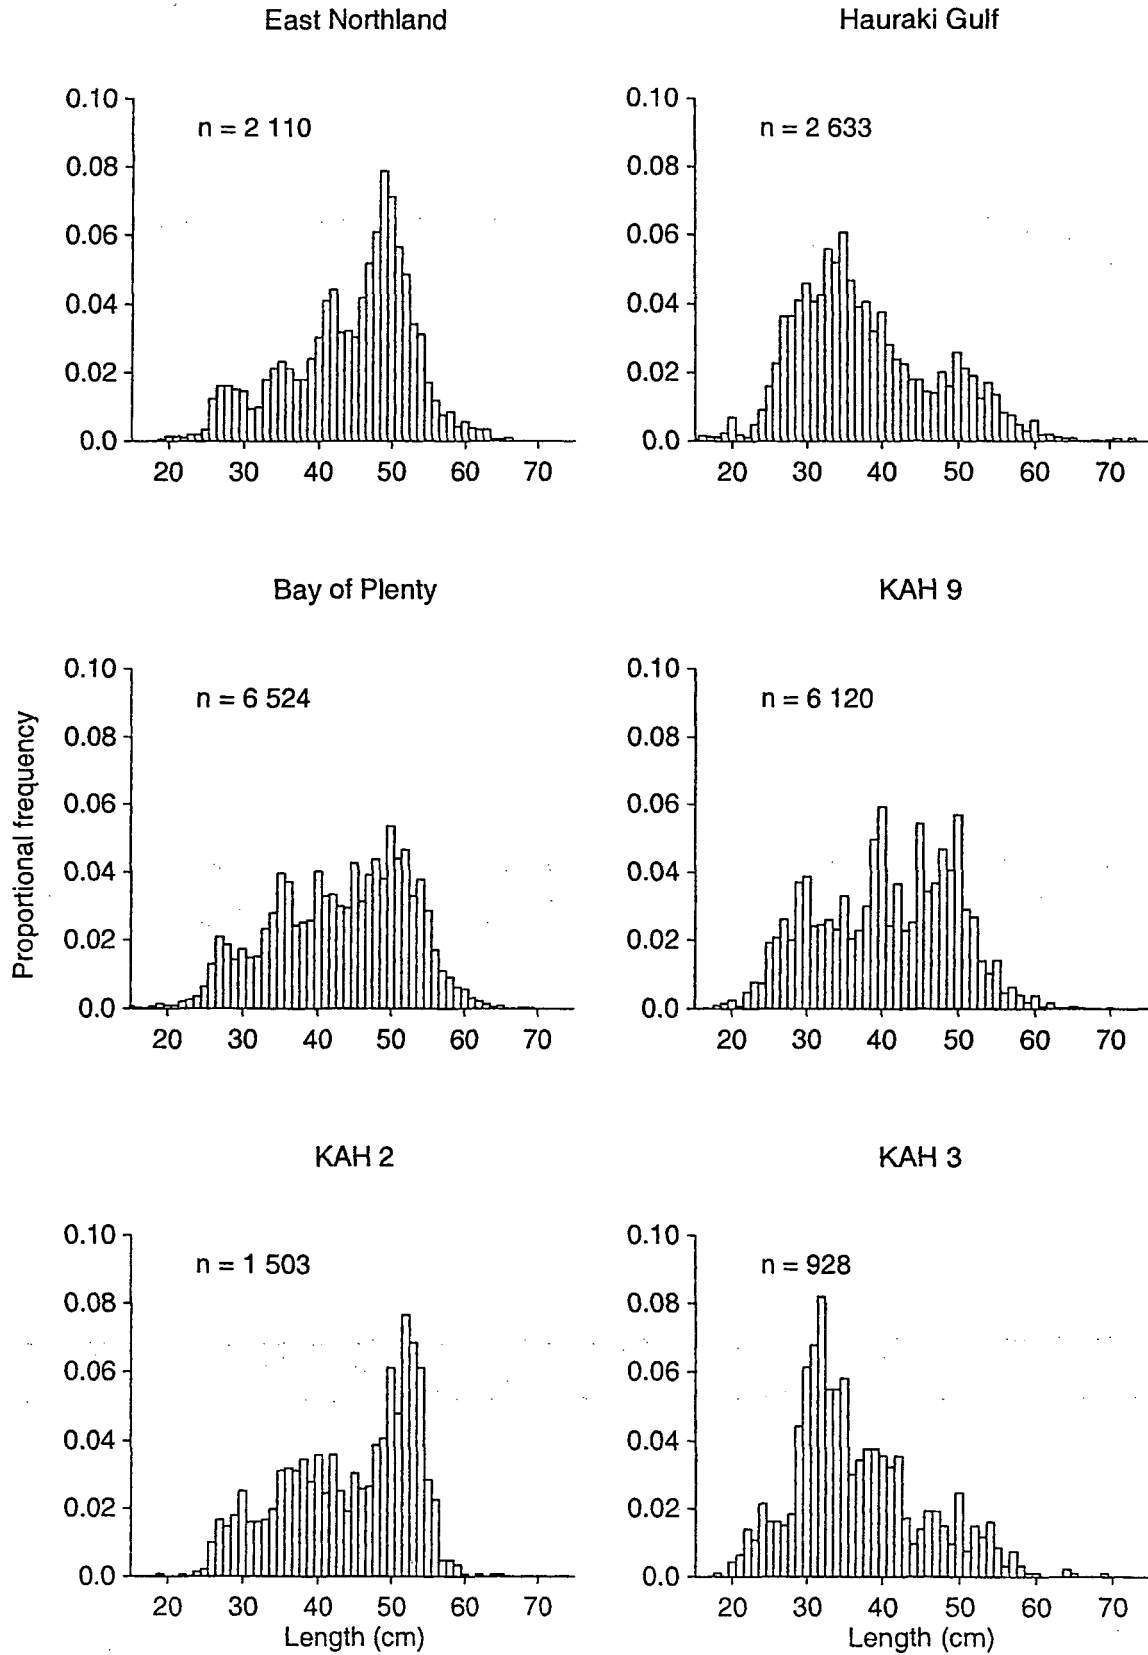 East Northland
n = 2 110
0.10
0.08
0.06
0.04
0.02
0.0
20 30 40 50 60 70
Hauraki Gulf
n = 2 633
0.10
0.08
0.06
0.04
0.02
0.0
20 30 40 50 60 70
Proportional frequency
Bay of Plenty
n = 6 524
0.10
0.08
0.06
0.04
0.02
0.0
20 30 40 50 60 70
KAH 9
n = 6 120
0.10
0.08
0.06
0.04
0.02
0.0
20 30 40 50 60 70
KAH 2
n = 1 503
0.10
0.08
0.06
0.04
0.02
0.0
20 30 40 50 60 70
Length (cm)
KAH 3
n = 928
0.10
0.08
0.06
0.04
0.02
0.0
20 30 40 50 60 70
Length (cm)